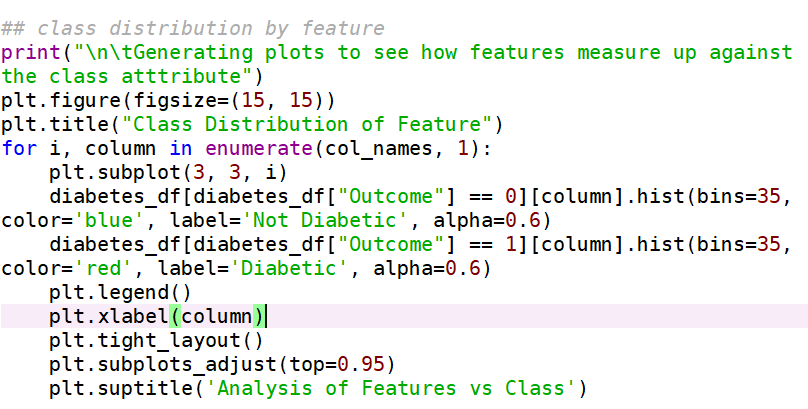 ## class distribution by feature
print("\n\tGenerating plots to see how features measure up against
the class atttribute")
plt.figure(figsize=(15, 15))
plt.title("Class Distribution of Feature")
for i, column in enumerate(col_names, 1):
    plt.subplot(3, 3, i)
    diabetes_df[diabetes_df["Outcome"] == 0][column].hist(bins=35,
color='blue', label='Not Diabetic', alpha=0.6)
    diabetes_df[diabetes_df["Outcome"] == 1][column].hist(bins=35,
color='red', label='Diabetic', alpha=0.6)
    plt.legend()
    plt.xlabel(column)
    plt.tight_layout()
    plt.subplots_adjust(top=0.95)
    plt.suptitle('Analysis of Features vs Class')